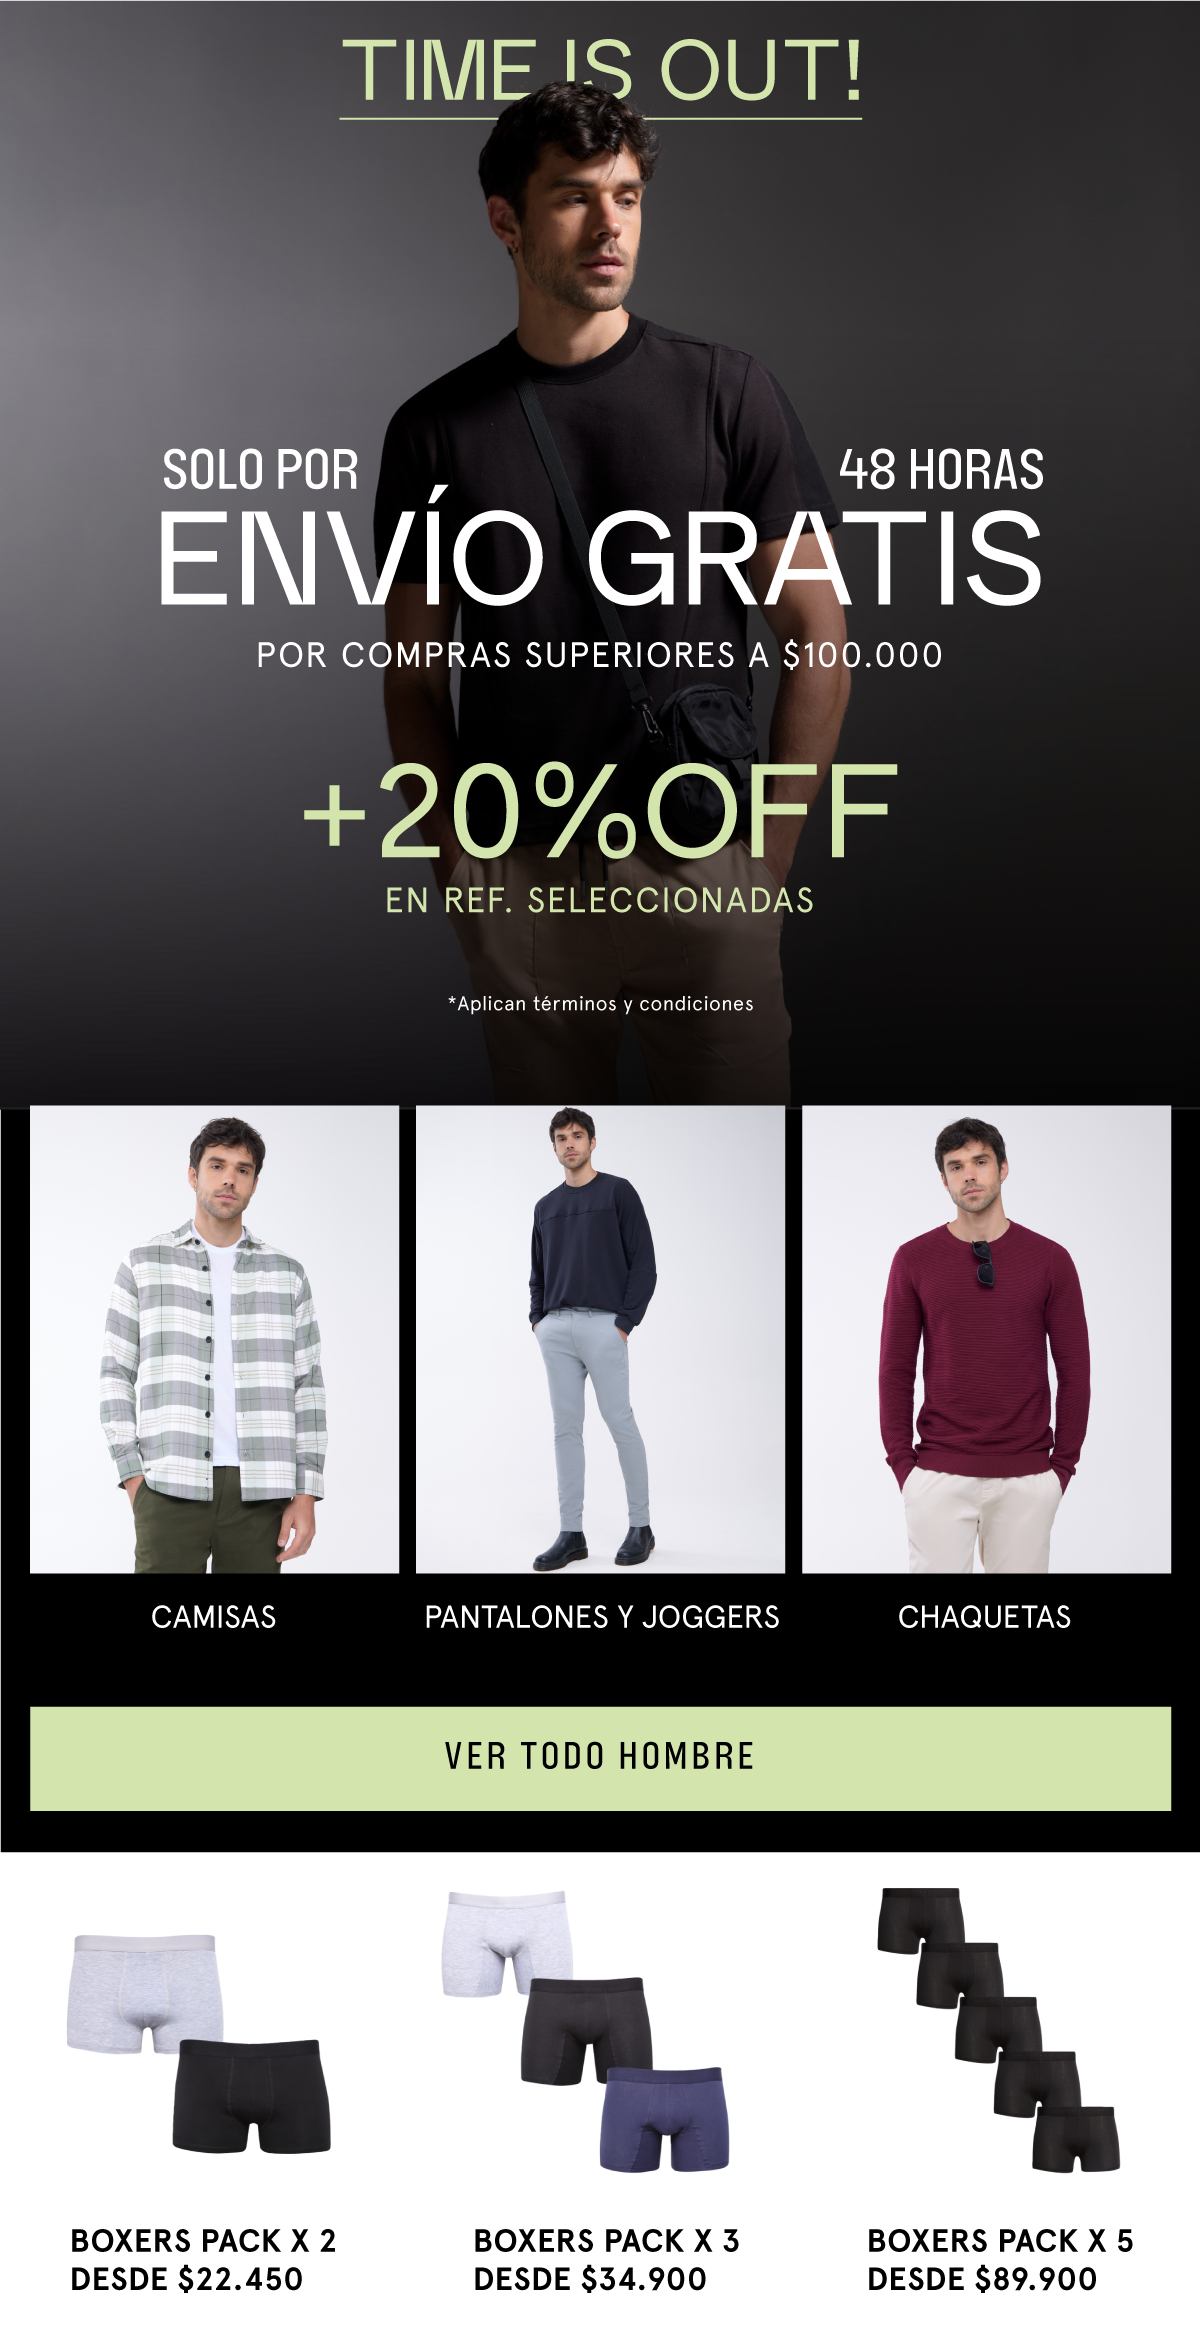 TIME IS OUT!
SOLO POR 48 HORAS
ENVÍO GRATIS
POR COMPRAS SUPERIORES A $100.000
+20%OFF
EN REF. SELECCIONADAS
*Aplican términos y condiciones
CAMISAS
PANTALONES Y JOGGERS
CHAQUETAS
VER TODO HOMBRE
BOXERS PACK X 2
DESDE $22.450
BOXERS PACK X 3
DESDE $34.900
BOXERS PACK X 5
DESDE $89.900